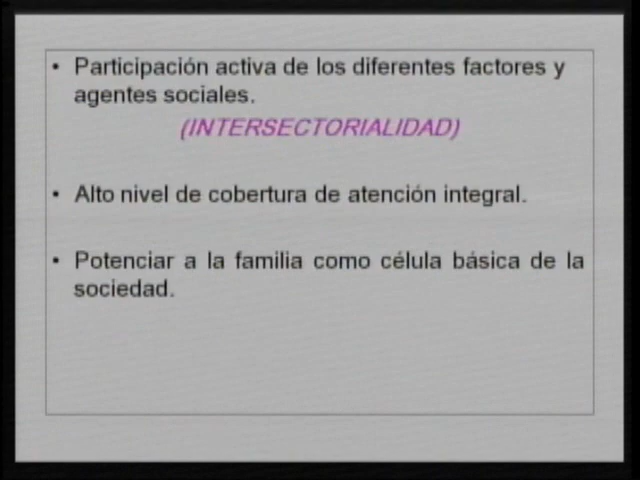 • Participación activa de los diferentes factores y
agentes sociales.
(INTERSECTORIALIDAD)
• Alto nivel de cobertura de atención integral.
• Potenciar a la familia como célula básica de la
sociedad.